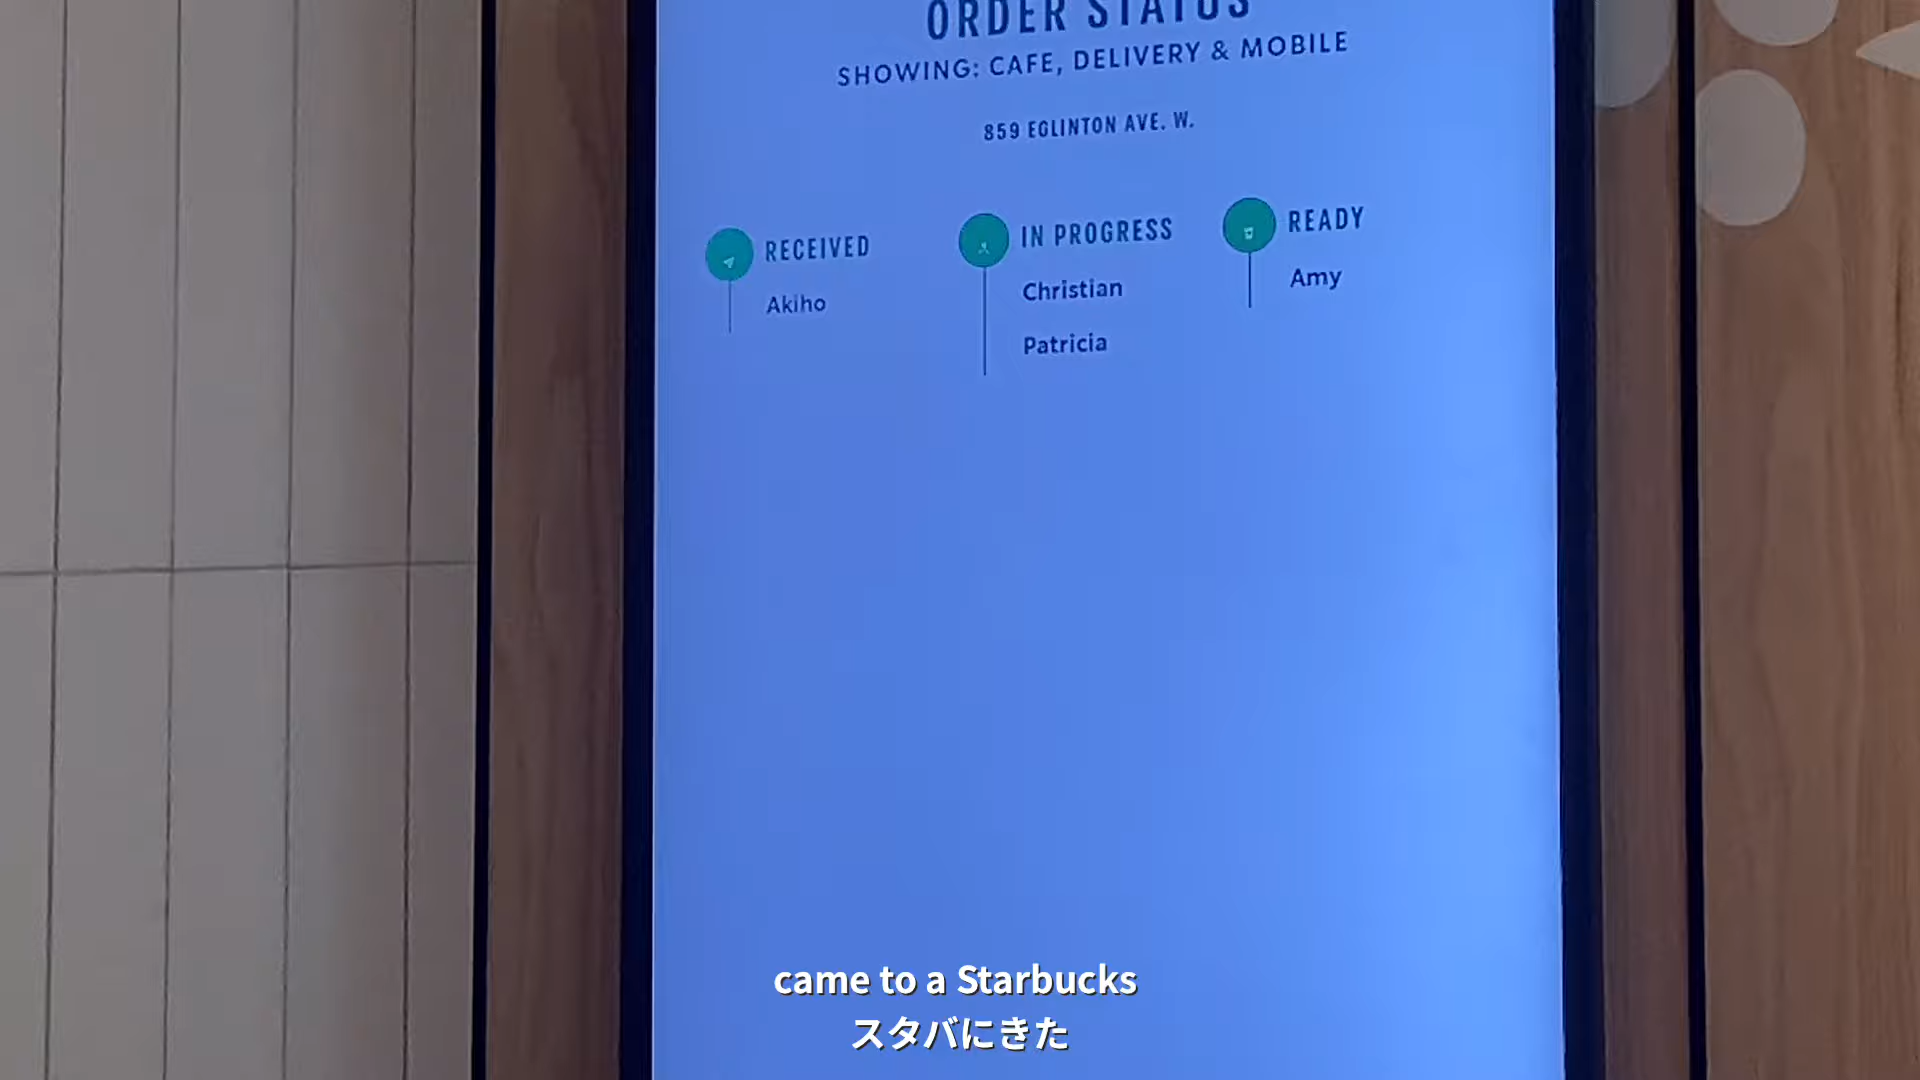 ORDER STATUS
SHOWING: CAFE, DELIVERY & MOBILE
859 EGLINTON AVE. W.
RECEIVED
Akiho
IN PROGRESS
Christian
Patricia
READY
Amy
came to a Starbucks
スタバにきた